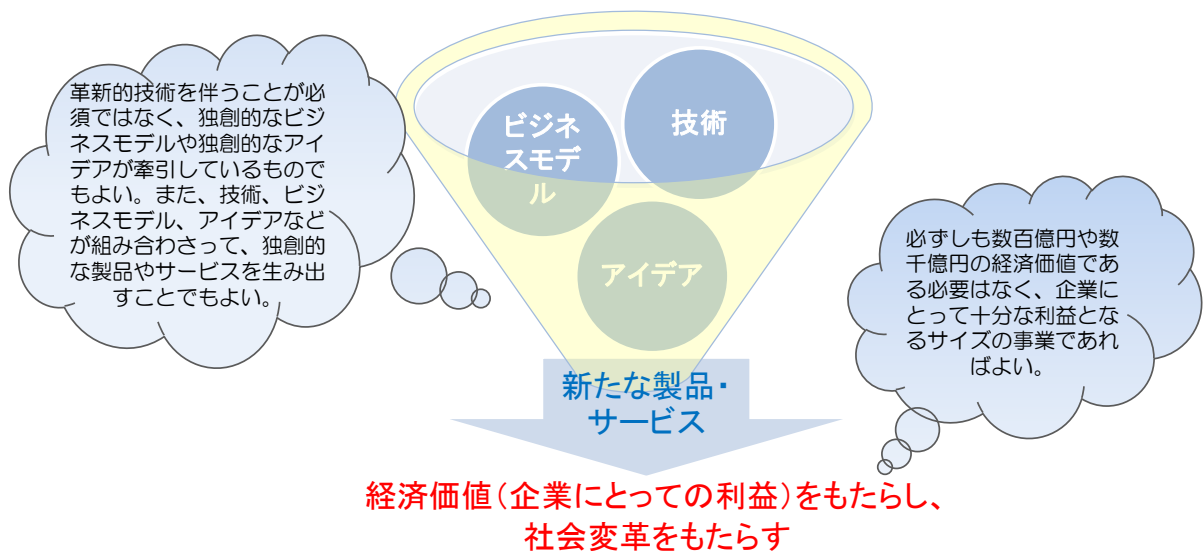 革新的技術を伴うことが必
須ではなく、独創的なビジ
ネスモデルや独創的なアイ
デアが牽引しているもので
もよい。また、技術、ビジ
ネスモデル、アイデアなど
が組み合わさって、独創的
な製品やサービスを生み出
すことでもよい。
ビジネ
スモデ
ル
技術
アイデア
必ずしも数百億円や数
千億円の経済価値であ
る必要はなく、企業に
とって十分な利益とな
るサイズの事業であれ
ばよい。
新たな製品・
サービス
経済価値（企業にとっての利益）をもたらし、
社会変革をもたらす